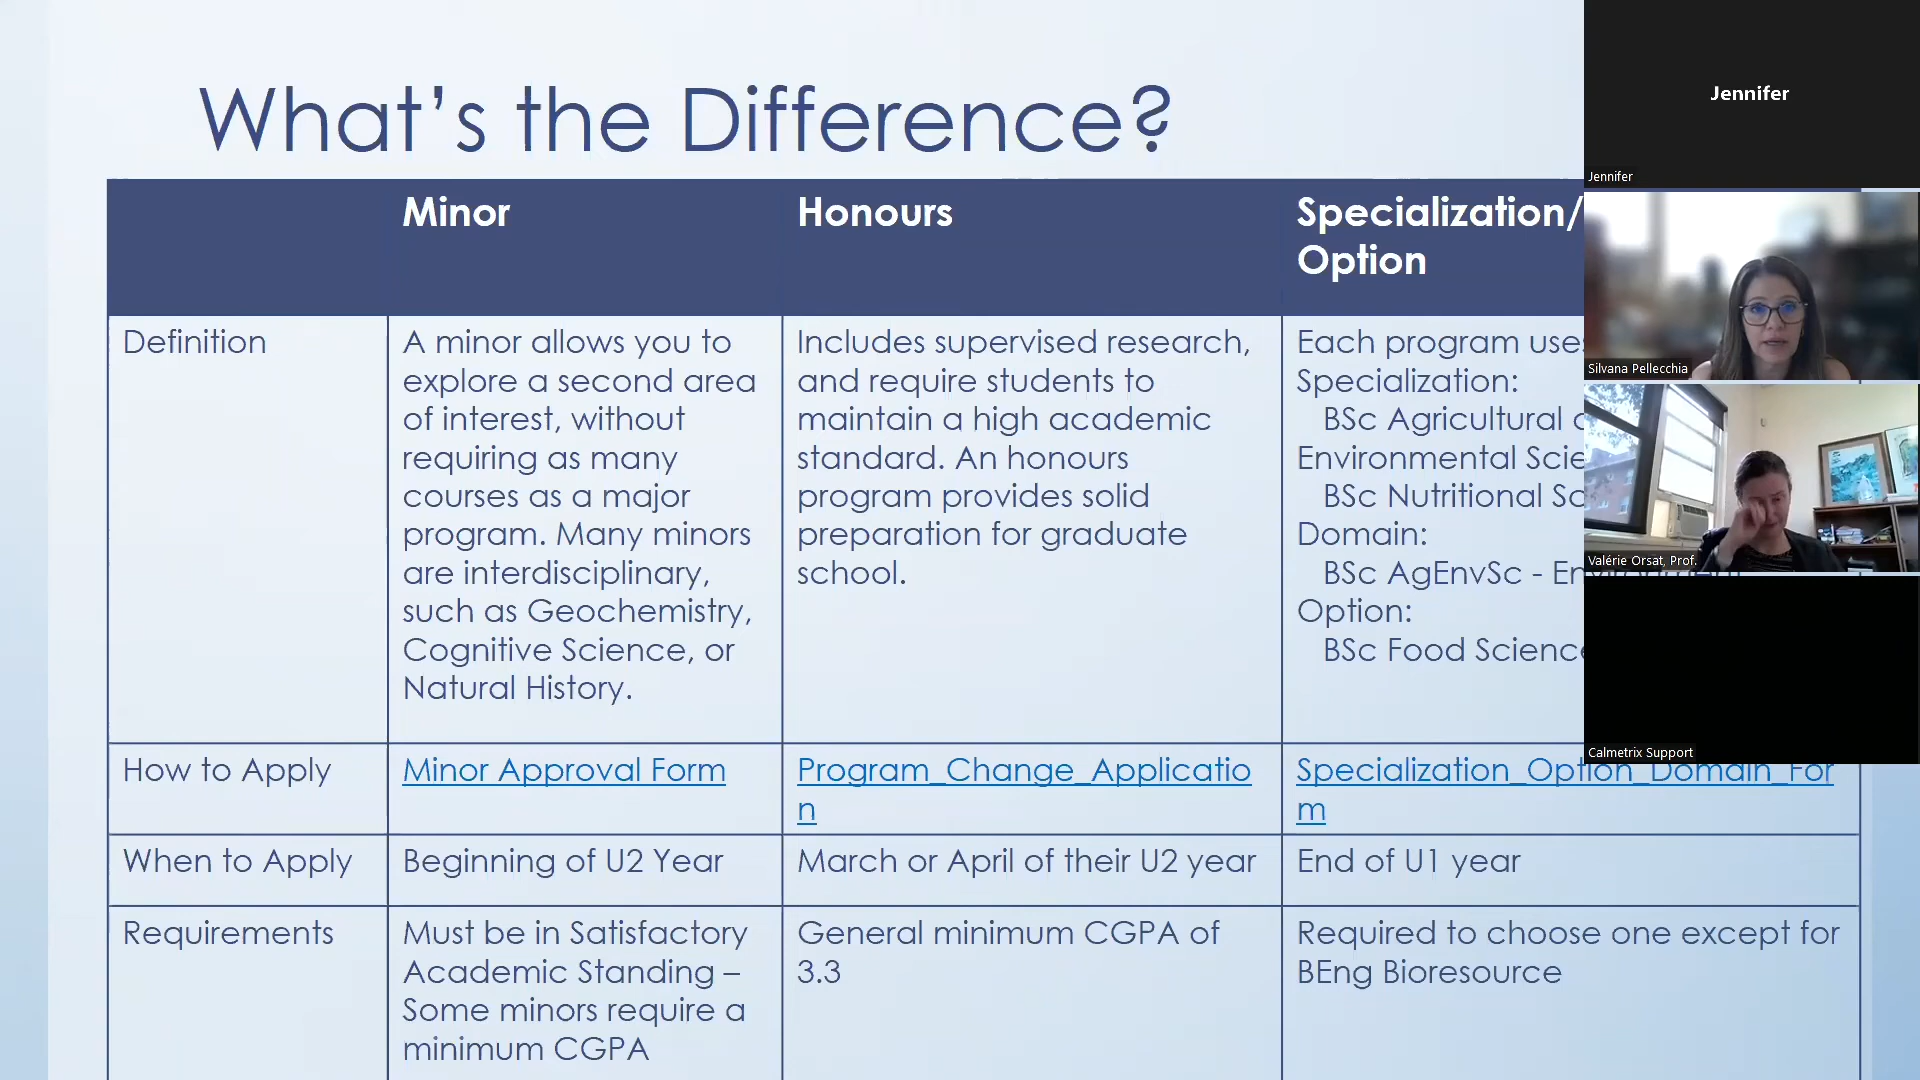 What's the Difference?
Minor
Honours
Specialization/
Option
Definition
A minor allows you to
explore a second area
of interest, without
requiring as many
courses as a major
program. Many minors
are interdisciplinary,
such as Geochemistry,
Cognitive Science, or
Natural History.
Includes supervised research,
and require students to
maintain a high academic
standard. An honours
program provides solid
preparation for graduate
school.
Each program uses
Specialization:
BSc Agricultural
Environmental
BSc Nutritional
Domain:
BSc AgEnvSc -
Option:
BSc Food Science
How to Apply
Minor Approval Form
Program_Change_Applicatio
n
Specialization_Option_Domain_For
m
When to Apply
Beginning of U2 Year
March or April of their U2 year
End of U1 year
Requirements
Must be in Satisfactory
Academic Standing –
Some minors require a
minimum CGPA
General minimum CGPA of
3.3
Required to choose one except for
BEng Bioresource
Jennifer
Jennifer
Silvana Pellecchia
Valérie Orsat, Prof.
Calmetrix Support